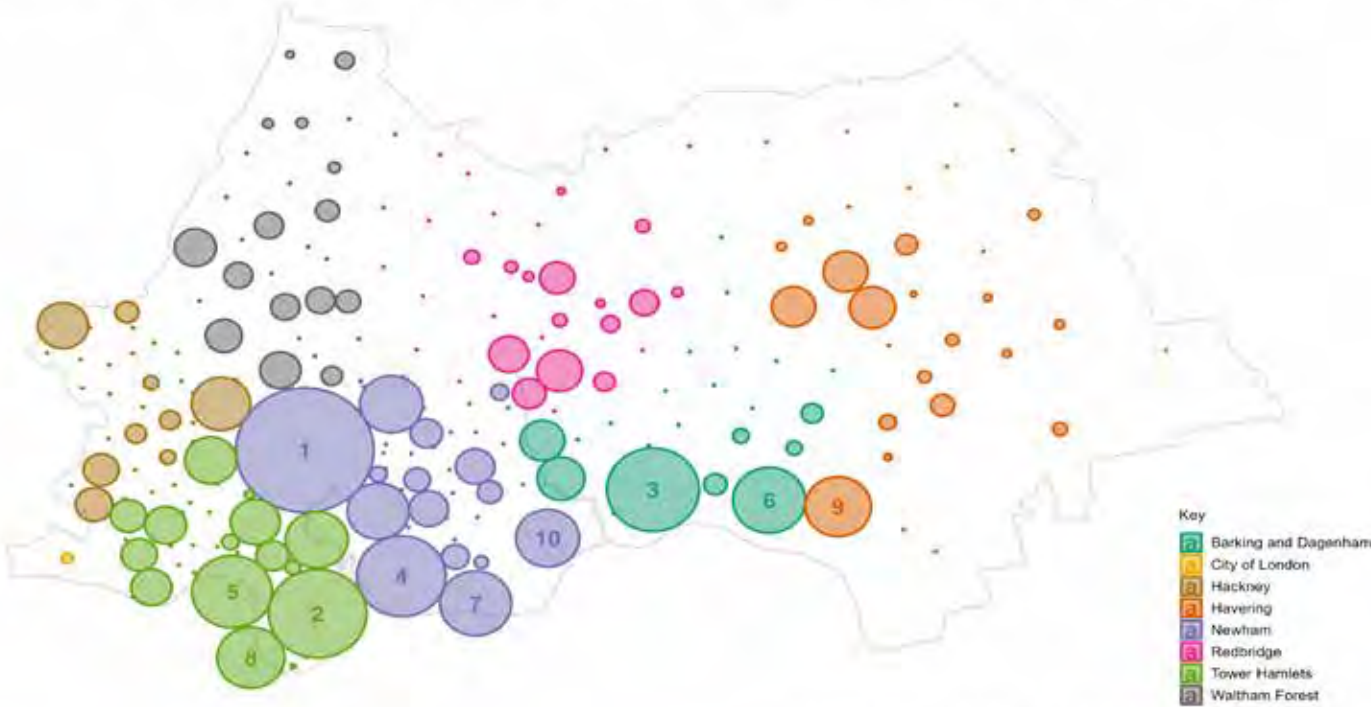 1
10
3
6
9
4
7
5
2
8
Key
a Barking and Dagenham
a City of London
a Hackney
a Havering
a Newham
a Redbridge
a Tower Hamlets
a Waltham Forest